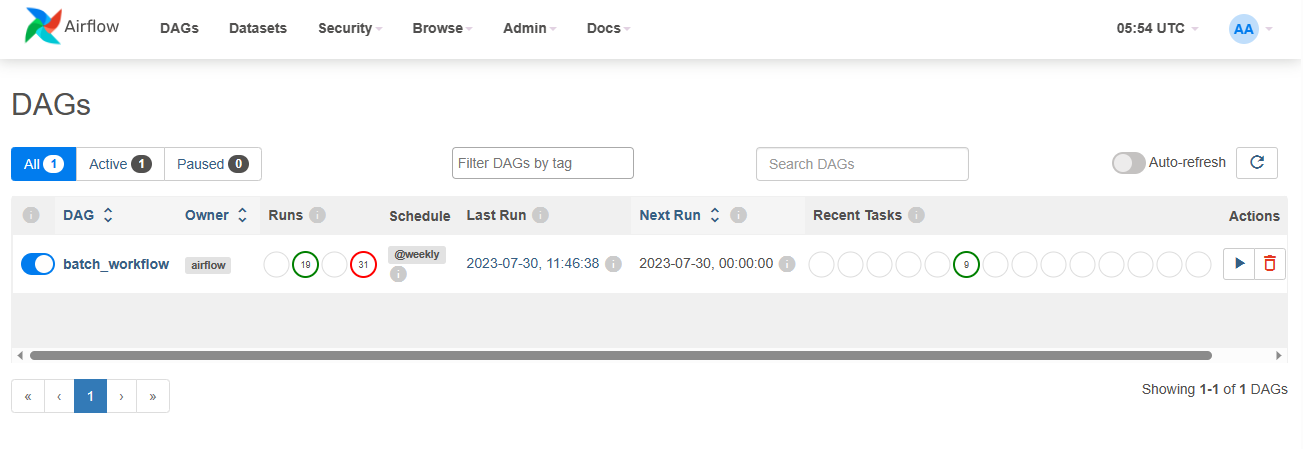 Airflow DAGs Datasets Security Browse Admin Docs 05:54 UTC AA
DAGs
All 1 Active 1 Paused 0 Filter DAGs by tag Search DAGs Auto-refresh
i DAG Owner Runs i Schedule Last Run i Next Run i Recent Tasks i Actions
batch_workflow airflow 19 31 @weekly i 2023-07-30, 11:46:38 i 2023-07-30, 00:00:00 i 9
« ‹ 1 › » Showing 1-1 of 1 DAGs